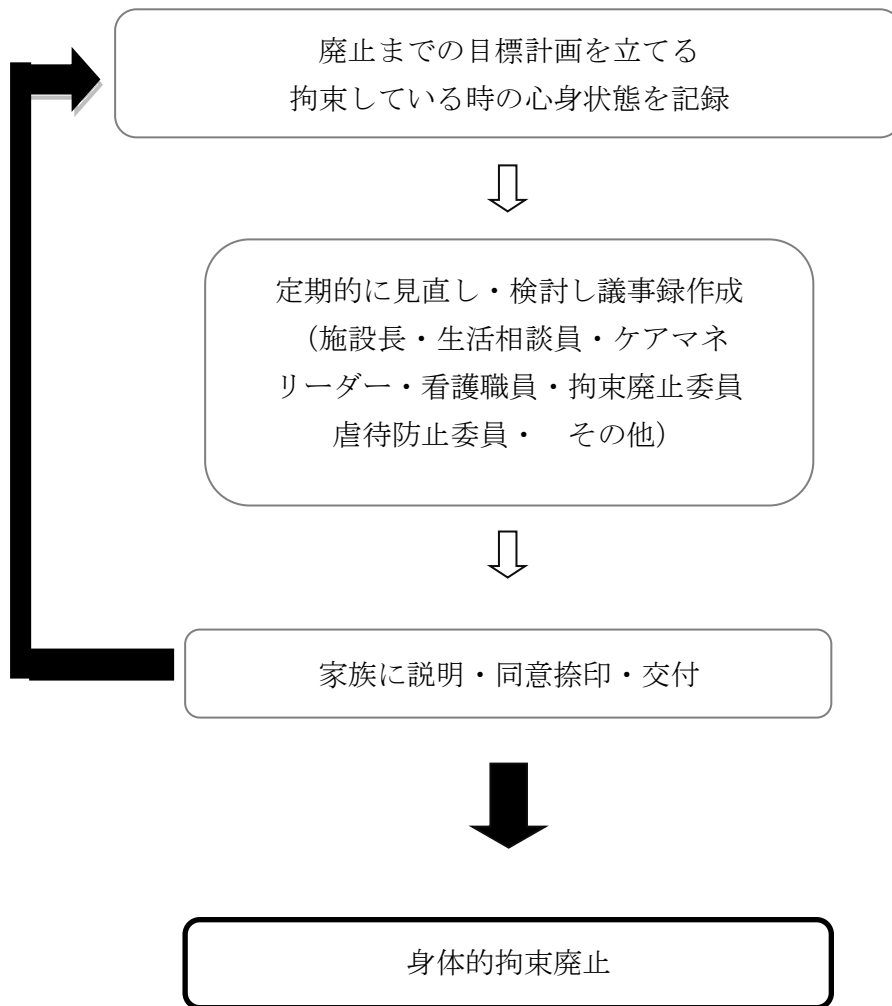 廃止までの目標計画を立てる
拘束している時の心身状態を記録
定期的に見直し・検討し議事録作成
（施設長・生活相談員・ケアマネ
リーダー・看護職員・拘束廃止委員
虐待防止委員・　その他）
家族に説明・同意捺印・交付
身体的拘束廃止